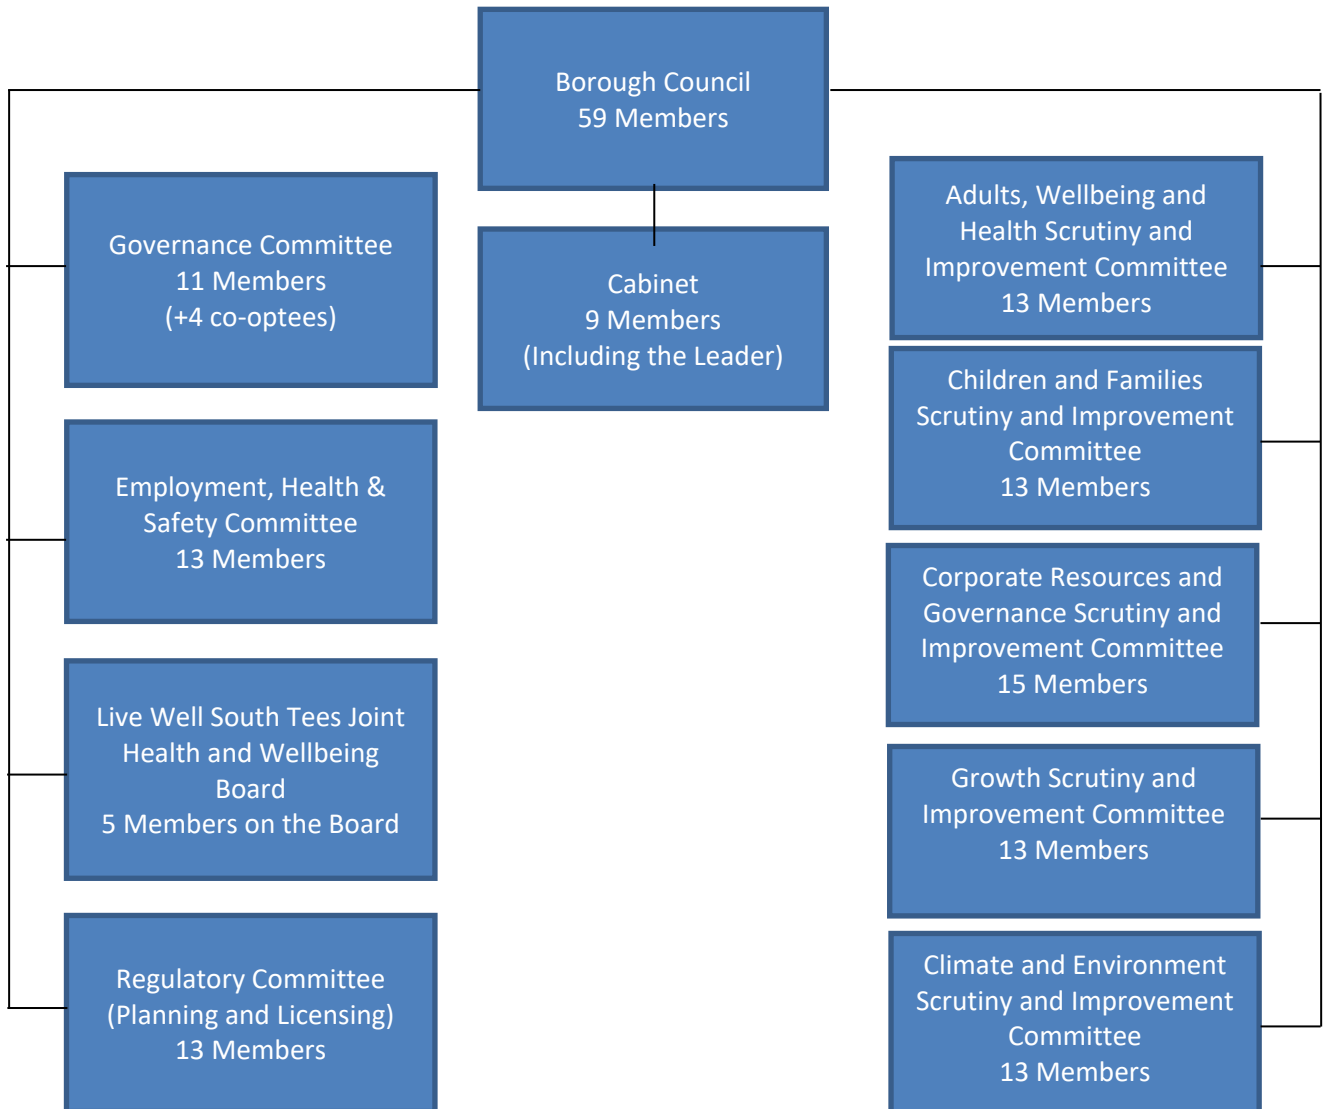 Borough Council
59 Members
Governance Committee
11 Members
(+4 co-optees)
Cabinet
9 Members
(Including the Leader)
Adults, Wellbeing and
Health Scrutiny and
Improvement Committee
13 Members
Children and Families
Scrutiny and Improvement
Committee
13 Members
Employment, Health &
Safety Committee
13 Members
Corporate Resources and
Governance Scrutiny and
Improvement Committee
15 Members
Live Well South Tees Joint
Health and Wellbeing
Board
5 Members on the Board
Growth Scrutiny and
Improvement Committee
13 Members
Regulatory Committee
(Planning and Licensing)
13 Members
Climate and Environment
Scrutiny and Improvement
Committee
13 Members